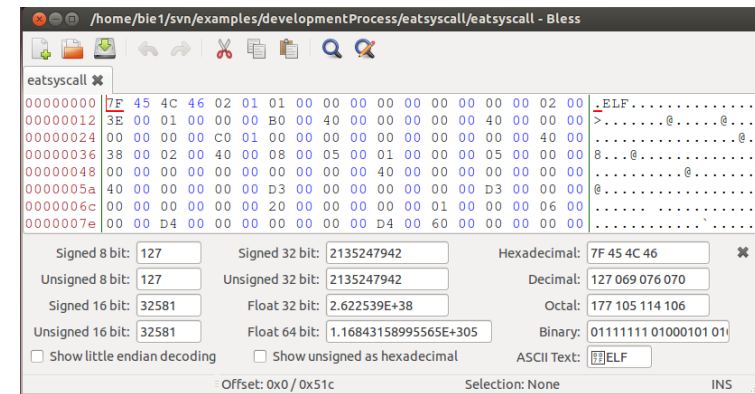 /home/bie1/svn/examples/developmentProcess/eatsyscall/eatsyscall - Bless
eatsyscall
00000000 7F 45 4C 46 02 01 01 00 00 00 00 00 00 00 00 00 02 00 .ELF..............
00000012 3E 00 01 00 00 00 B0 00 40 00 00 00 00 00 40 00 00 00 >.......@.....@...
00000024 00 00 00 00 C0 01 00 00 00 00 00 00 00 00 00 00 40 00 ................@.
00000036 38 00 02 00 40 00 08 00 05 00 01 00 00 00 05 00 00 00 8...@.............
00000048 00 00 00 00 00 00 00 00 00 00 40 00 00 00 00 00 00 00 ..........@.......
0000005a 40 00 00 00 00 00 D3 00 00 00 00 00 00 00 D3 00 00 00 @.................
0000006c 00 00 00 00 00 00 20 00 00 00 00 00 01 00 00 00 06 00 ...... ...........
0000007e 00 00 D4 00 00 00 00 00 00 00 D4 00 60 00 00 00 00 00 ............`.....
Signed 8 bit: 127 Signed 32 bit: 2135247942 Hexadecimal: 7F 45 4C 46
Unsigned 8 bit: 127 Unsigned 32 bit: 2135247942 Decimal: 127 069 076 070
Signed 16 bit: 32581 Float 32 bit: 2.622539E+38 Octal: 177 105 114 106
Unsigned 16 bit: 32581 Float 64 bit: 1.16843158995565E+305 Binary: 01111111 01000101 01
Show little endian decoding Show unsigned as hexadecimal ASCII Text: ELF
Offset: 0x0 / 0x51c Selection: None INS